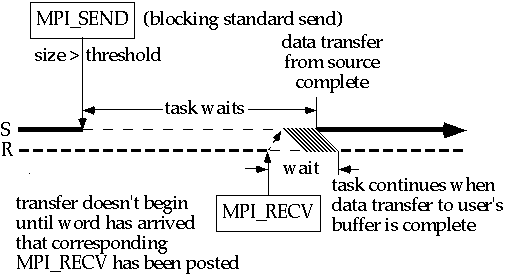 MPI_SEND (blocking standard send)
size > threshold
data transfer
from source
complete
task waits
S
R
wait
MPI_RECV
transfer doesn't begin
until word has arrived
that corresponding
MPI_RECV has been posted
task continues when
data transfer to user's
buffer is complete